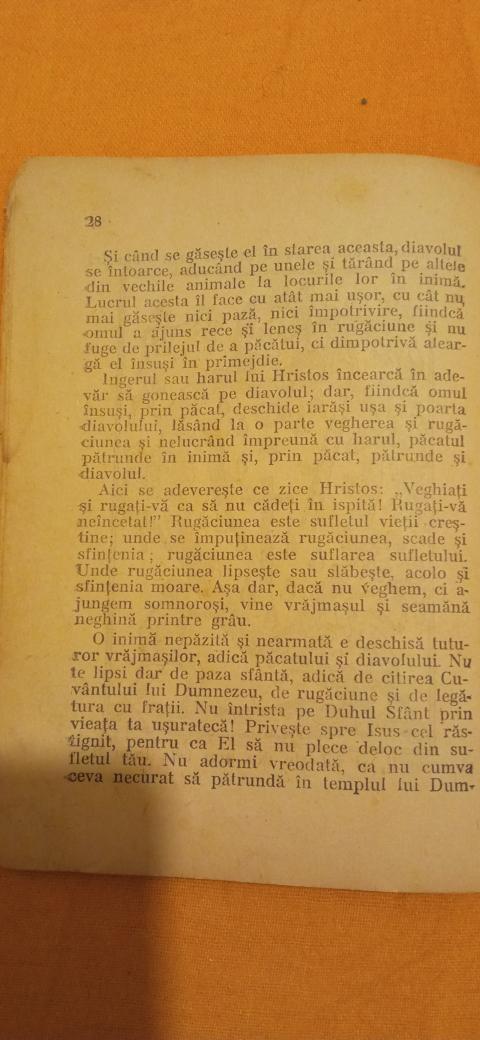 28
Și când se găsește el în starea aceasta, diavolul
se întoarce, aducând pe unele și târând pe altele
din vechile animale la locurile lor în inimă.
Lucrul acesta îl face cu atât mai ușor, cu cât nu
mai găsește nici pază, nici împotrivire, fiindcă
omul a ajuns rece și leneș în rugăciune și nu
fuge de prilejul de a păcătui, ci dimpotrivă alear-
gă el însuși în primejdie.
Ingerul sau harul lui Hristos încearcă în ade-
văr să gonească pe diavolul; dar, fiindcă omul
însuși, prin păcat, deschide iarăși ușa și poarta
diavolului, lăsând la o parte vegherea și rugă-
ciunea și nelucrând împreună cu harul, păcatul
pătrunde în inimă și, prin păcat, pătrunde și
diavolul.
Aici se adeverește ce zice Hristos: „Veghiați
și rugați-vă ca să nu cădeți în ispită! Rugați-vă
neîncetat!” Rugăciunea este sufletul vieții creș-
tine; unde se împuținează rugăciunea, scade și
sfințenia; rugăciunea este suflarea sufletului.
Unde rugăciunea lipsește sau slăbește, acolo și
sfințenia moare. Așa dar, dacă nu veghem, ci a-
jungem somnoroși, vine vrăjmașul și seamănă
neghină printre grâu.
O inimă nepăzită și nearmată e deschisă tutu-
ror vrăjmașilor, adică păcatului și diavolului. Nu
te lipsi dar de paza sfântă, adică de citirea Cu-
vântului lui Dumnezeu, de rugăciune și de legă-
tura cu frații. Nu întrista pe Duhul Sfânt prin
vieața ta ușuratecă! Privește spre Isus cel răs-
tignit, pentru ca El să nu plece deloc din su-
fletul tău. Nu adormi vreodată, ca nu cumva
ceva necurat să pătrundă în templul lui Dum-